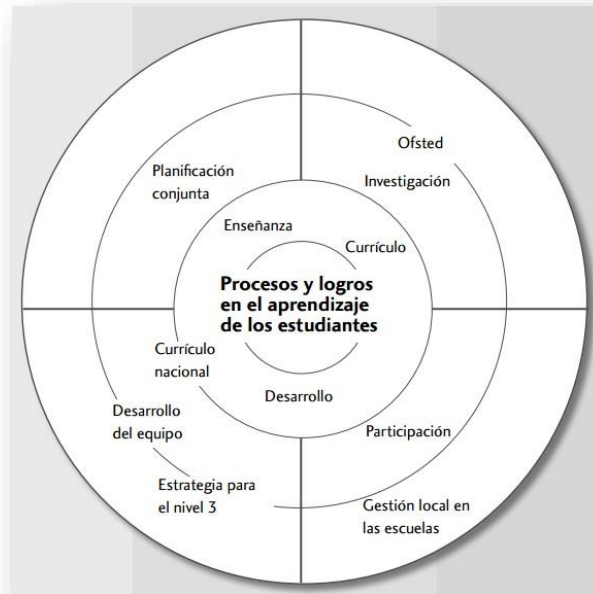 Ofsted
Planificación
conjunta
Investigación
Enseñanza
Currículo
Procesos y logros
en el aprendizaje
de los estudiantes
Currículo
nacional
Desarrollo
Desarrollo
del equipo
Participación
Estrategia para
el nivel 3
Gestión local en
las escuelas